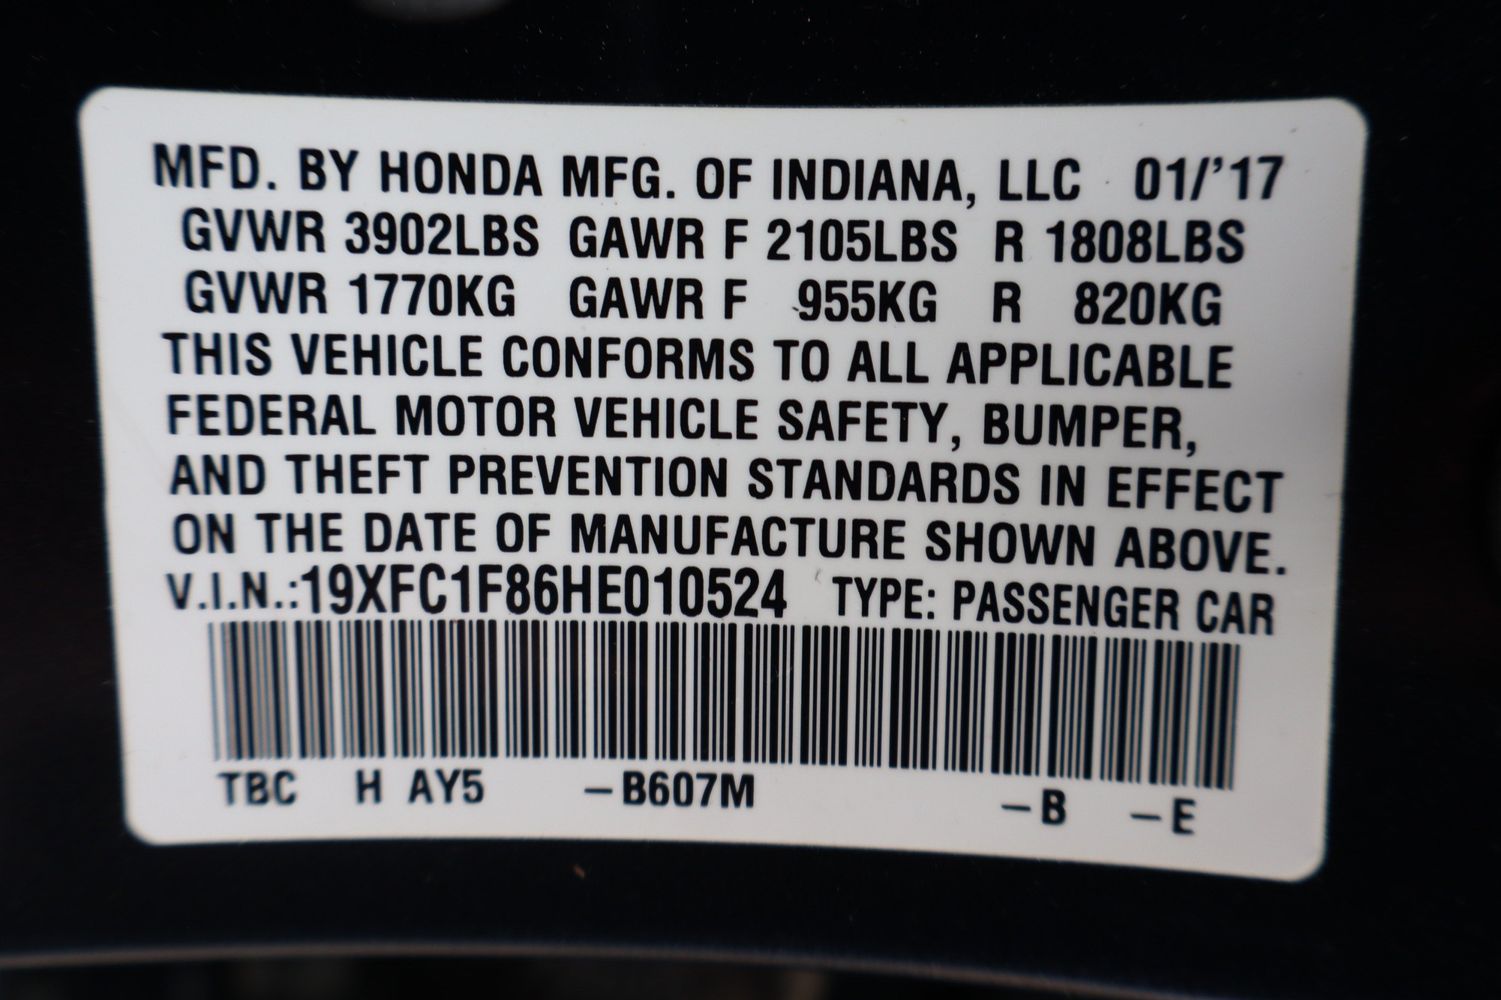 MFD. BY HONDA MFG. OF INDIANA, LLC 01/'17
GVWR 3902LBS GAWR F 2105LBS R 1808LBS
GVWR 1770KG GAWR F 955KG R 820KG
THIS VEHICLE CONFORMS TO ALL APPLICABLE
FEDERAL MOTOR VEHICLE SAFETY, BUMPER,
AND THEFT PREVENTION STANDARDS IN EFFECT
ON THE DATE OF MANUFACTURE SHOWN ABOVE.
V.I.N.:19XFC1F86HE010524 TYPE: PASSENGER CAR
TBC H AY5 –B607M –B –E